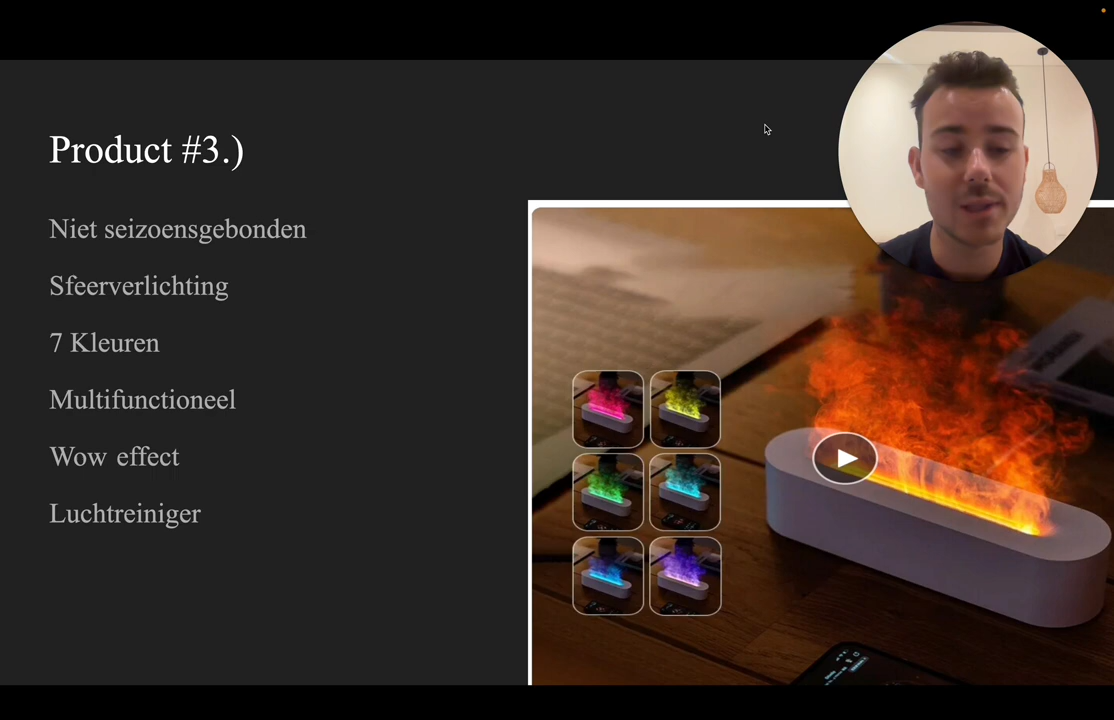 Product #3.)
Niet seizoensgebonden
Sfeerverlichting
7 Kleuren
Multifunctioneel
Wow effect
Luchtreiniger